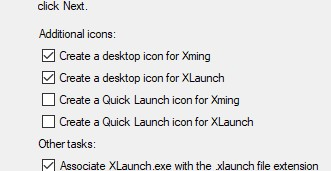 click Next.
Additional icons:
Create a desktop icon for Xming
Create a desktop icon for XLaunch
Create a Quick Launch icon for Xming
Create a Quick Launch icon for XLaunch
Other tasks:
Associate XLaunch.exe with the .xlaunch file extension